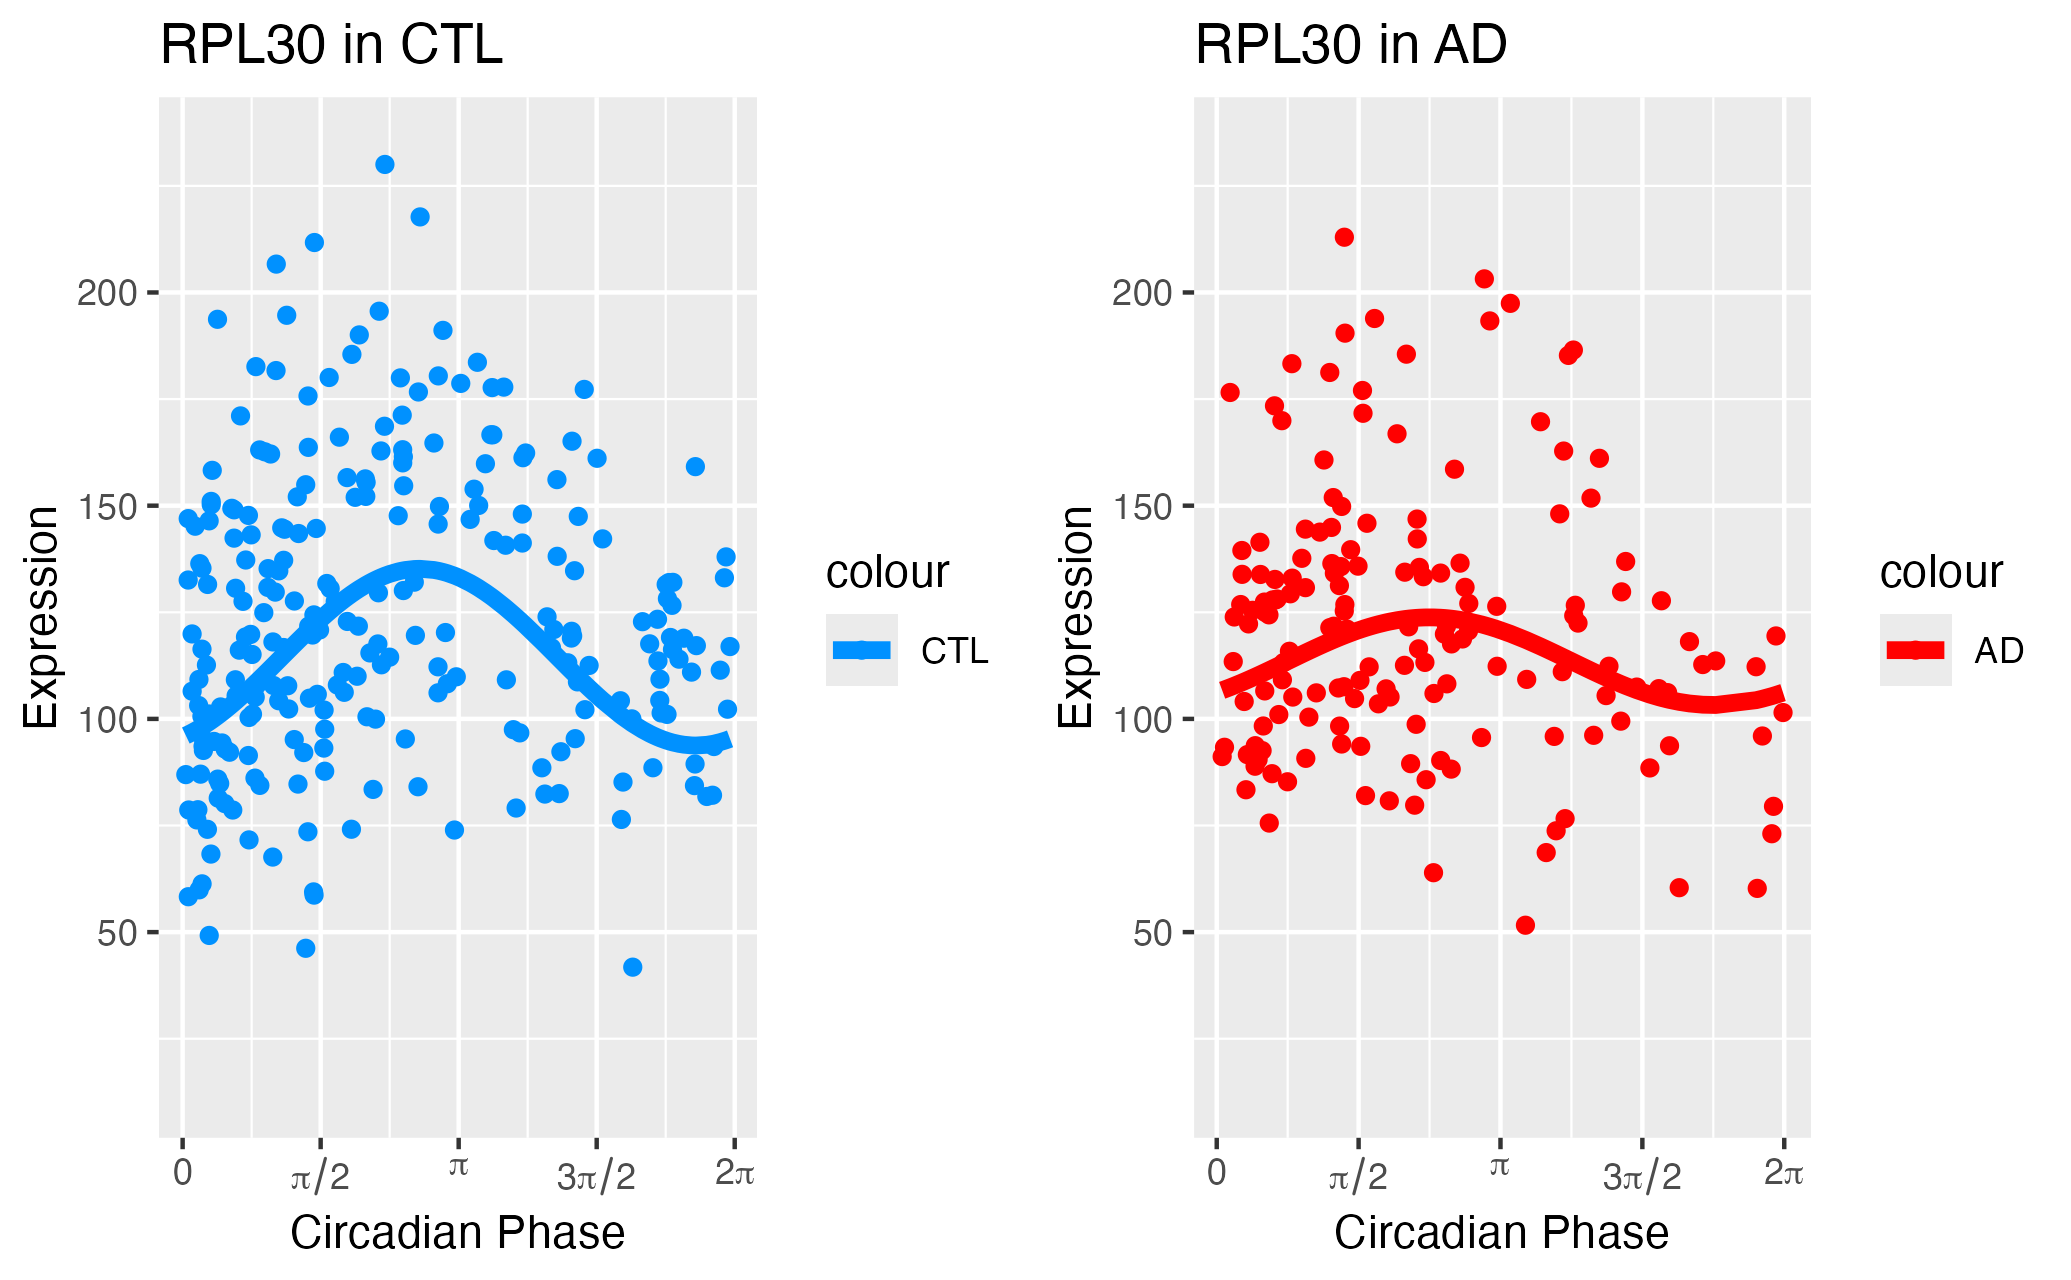 RPL30 in CTL
Expression
200
150
100
50
0 π/2 π 3π/2 2π
Circadian Phase
colour
CTL
RPL30 in AD
Expression
200
150
100
50
0 π/2 π 3π/2 2π
Circadian Phase
colour
AD